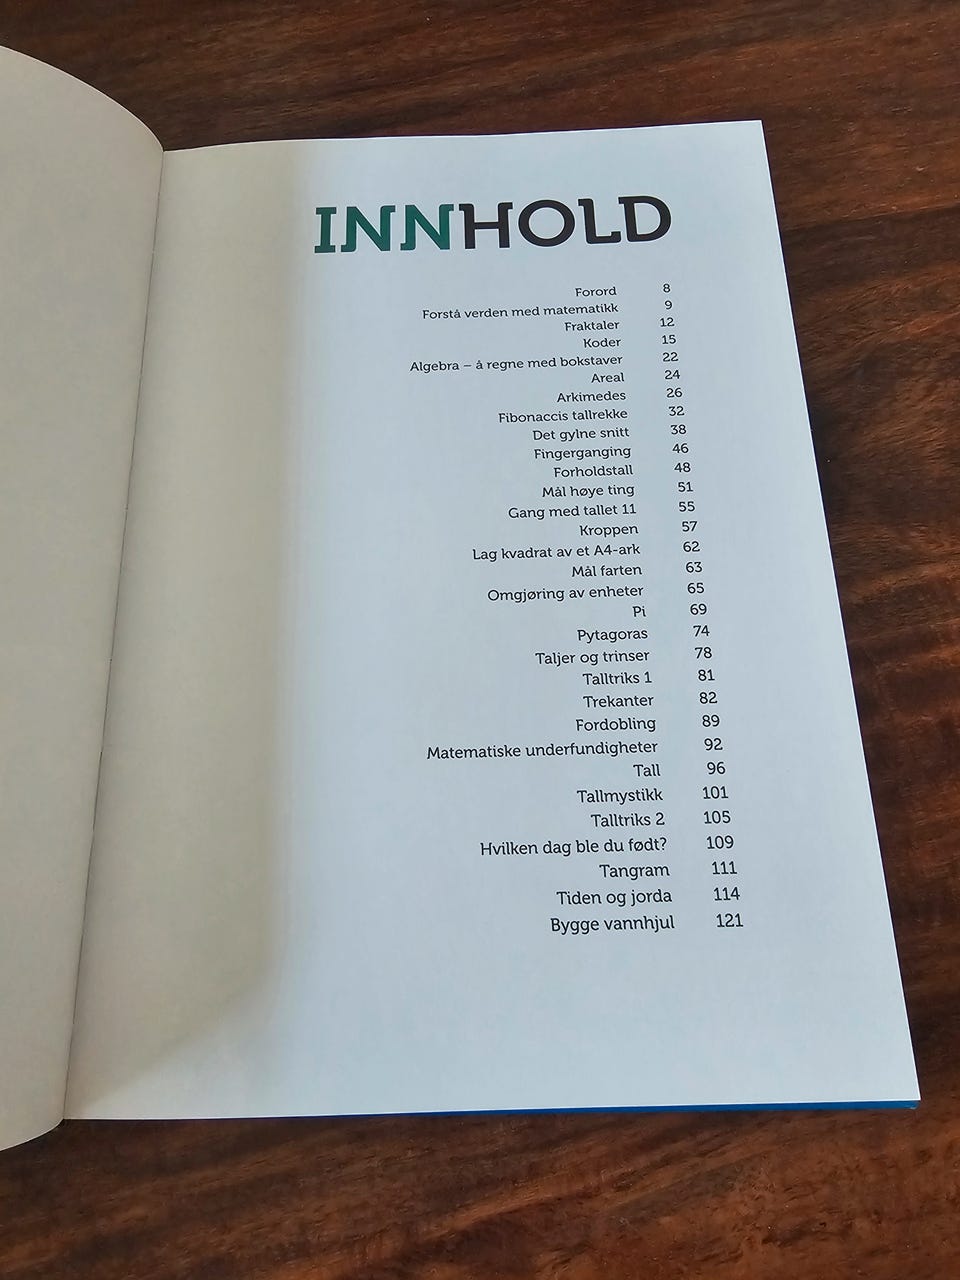 INNHOLD
Forord 8
Forstå verden med matematikk 9
Fraktaler 12
Koder 15
Algebra – å regne med bokstaver 22
Areal 24
Arkimedes 26
Fibonaccis tallrekke 32
Det gylne snitt 38
Fingerganging 46
Forholdstall 48
Mål høye ting 51
Gang med tallet 11 55
Kroppen 57
Lag kvadrat av et A4-ark 62
Mål farten 63
Omgjøring av enheter 65
Pi 69
Pytagoras 74
Taljer og trinser 78
Talltriks 1 81
Trekanter 82
Fordobling 89
Matematiske underfundigheter 92
Tall 96
Tallmystikk 101
Talltriks 2 105
Hvilken dag ble du født? 109
Tangram 111
Tiden og jorda 114
Bygge vannhjul 121